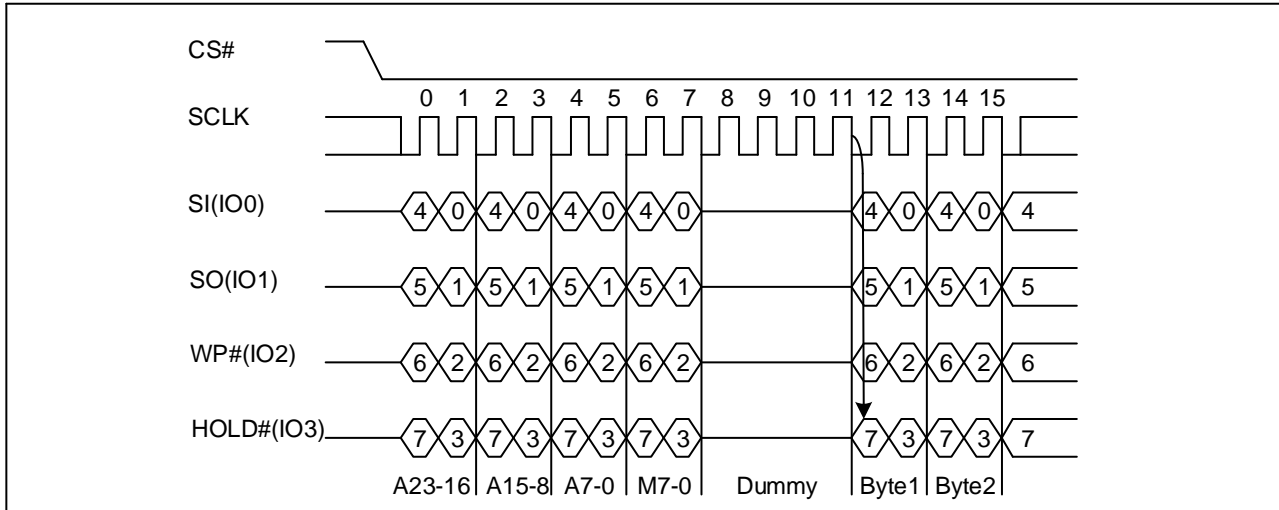 CS#
0 1 2 3 4 5 6 7 8 9 10 11 12 13 14 15
SCLK
SI(IO0) 4 0 4 0 4 0 4 0 4 0 4 0 4
SO(IO1) 5 1 5 1 5 1 5 1 5 1 5 1 5
WP#(IO2) 6 2 6 2 6 2 6 2 6 2 6 2 6
HOLD#(IO3) 7 3 7 3 7 3 7 3 7 3 7 3 7
A23-16 A15-8 A7-0 M7-0 Dummy Byte1 Byte2